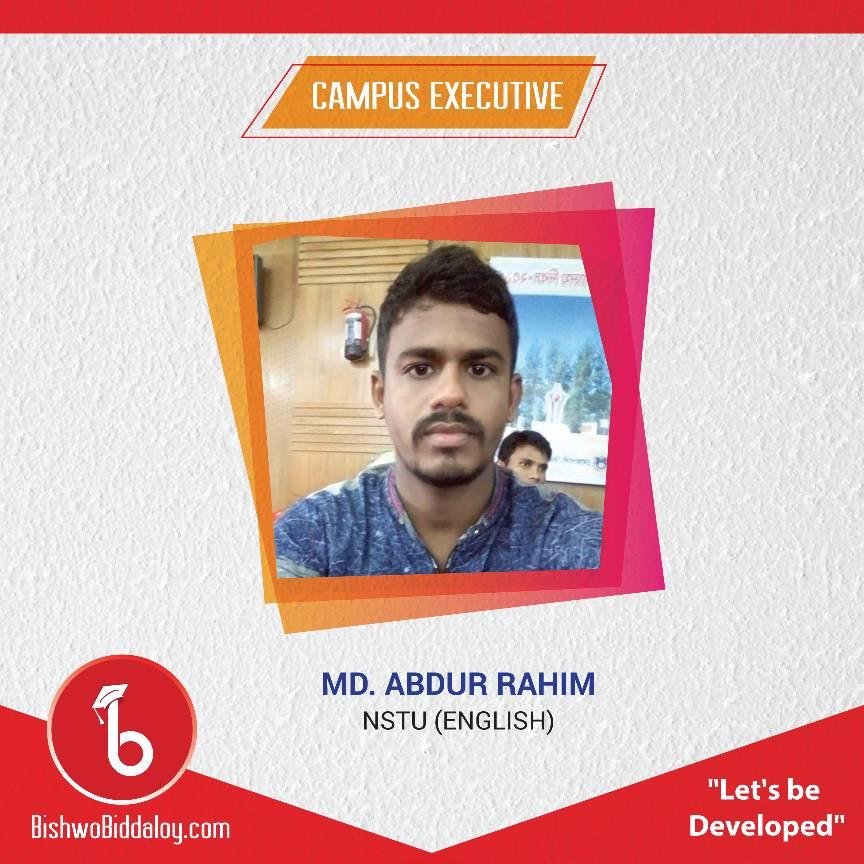 CAMPUS EXECUTIVE
MD. ABDUR RAHIM
NSTU (ENGLISH)
b
BishwoBiddaloy.com
"Let's be
Developed"